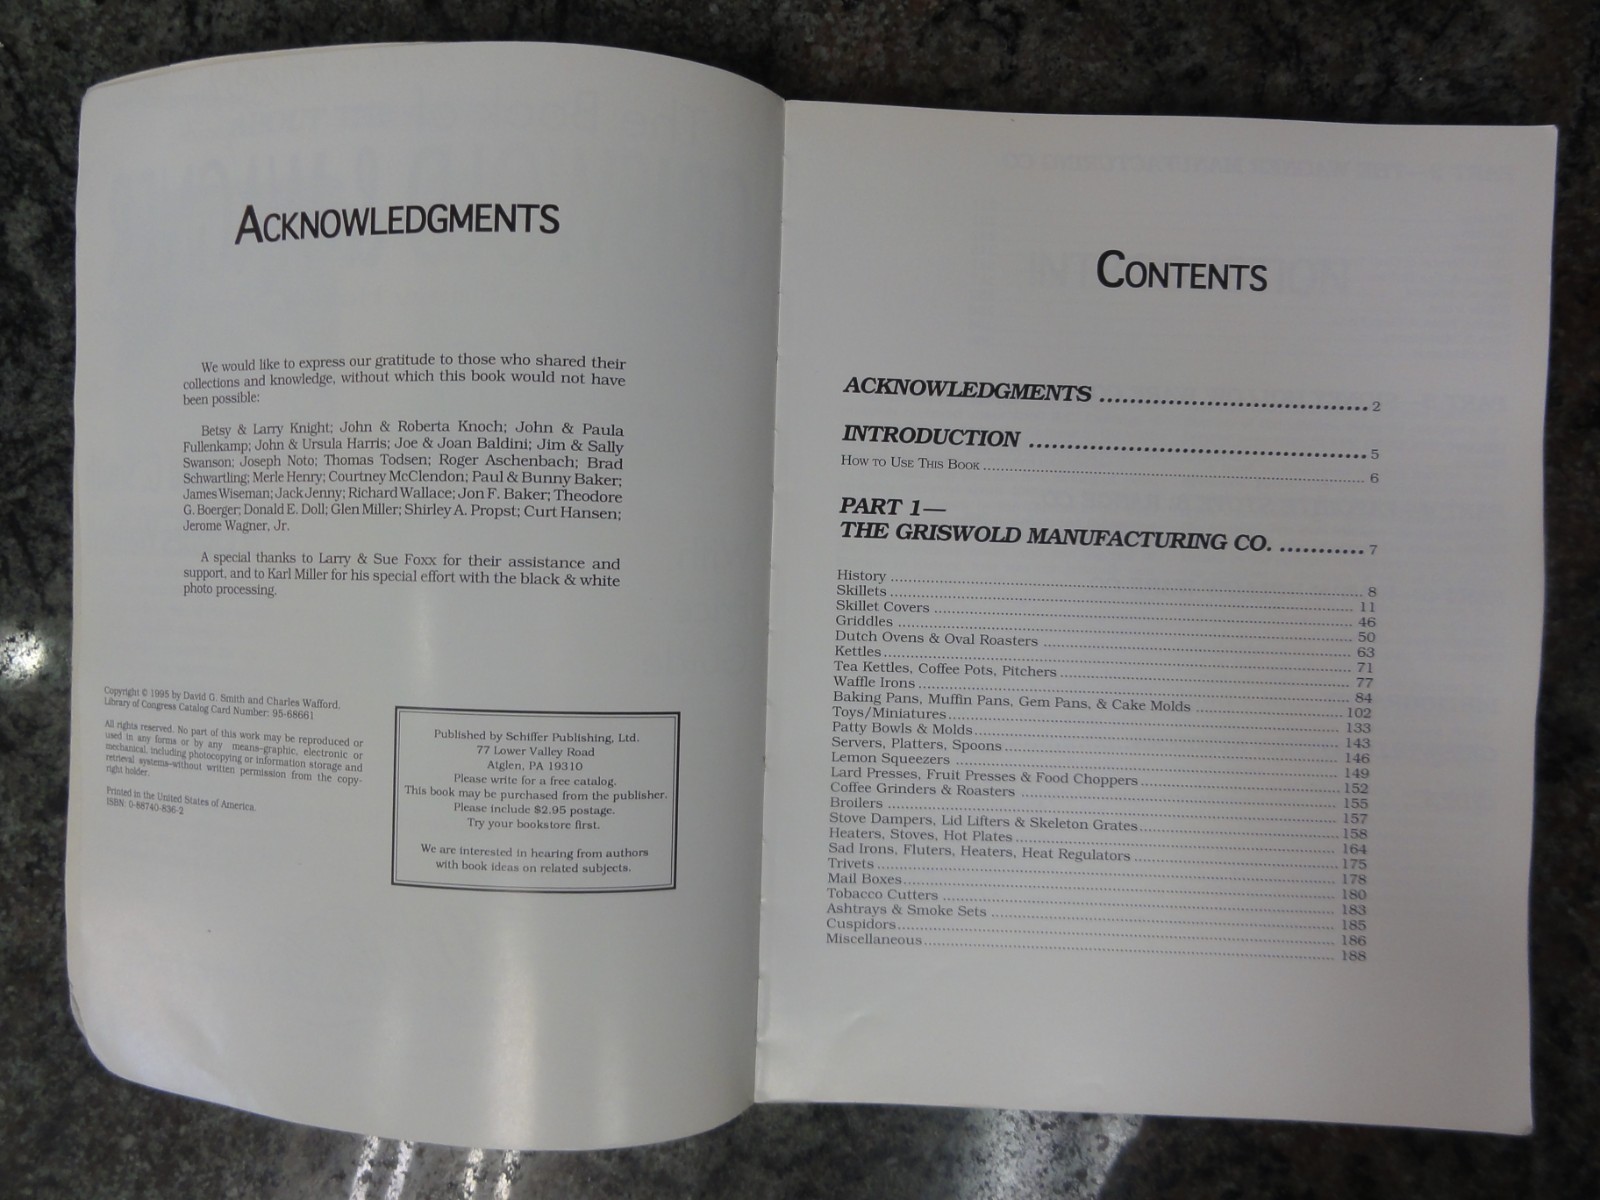 ACKNOWLEDGMENTS
We would like to express our gratitude to those who shared their
collections and knowledge, without which this book would not have
been possible:
Betsy & Larry Knight; John & Roberta Knoch; John & Paula
Fullenkamp; John & Ursula Harris; Joe & Joan Baldini; Jim & Sally
Swanson; Joseph Noto; Thomas Todsen; Roger Aschenbach; Brad
Schwartling; Merle Henry; Courtney McClendon; Paul & Bunny Baker;
James Wiseman; Jack Jenny; Richard Wallace; Jon F. Baker; Theodore
G. Boerger; Donald E. Doll; Glen Miller; Shirley A. Propst; Curt Hansen;
Jerome Wagner, Jr.
A special thanks to Larry & Sue Foxx for their assistance and
support, and to Karl Miller for his special effort with the black & white
photo processing.
Copyright © 1995 by David G. Smith and Charles Wafford.
Library of Congress Catalog Card Number: 95-68661
All rights reserved. No part of this work may be reproduced or
used in any forms or by any means–graphic, electronic or
mechanical, including photocopying or information storage and
retrieval systems–without written permission from the copy-
right holder.
Printed in the United States of America.
ISBN: 0-88740-836-2
Published by Schiffer Publishing, Ltd.
77 Lower Valley Road
Atglen, PA 19310
Please write for a free catalog.
This book may be purchased from the publisher.
Please include $2.95 postage.
Try your bookstore first.
We are interested in hearing from authors
with book ideas on related subjects.
CONTENTS
ACKNOWLEDGMENTS ........ 2
INTRODUCTION ........ 5
HOW TO USE THIS BOOK ........ 6
PART 1—
THE GRISWOLD MANUFACTURING CO. ........ 7
History ........ 8
Skillets ........ 11
Skillet Covers ........ 46
Griddles ........ 50
Dutch Ovens & Oval Roasters ........ 63
Kettles ........ 71
Tea Kettles, Coffee Pots, Pitchers ........ 77
Waffle Irons ........ 84
Baking Pans, Muffin Pans, Gem Pans, & Cake Molds ........ 102
Toys/Miniatures ........ 133
Patty Bowls & Molds ........ 143
Servers, Platters, Spoons ........ 146
Lemon Squeezers ........ 149
Lard Presses, Fruit Presses & Food Choppers ........ 152
Coffee Grinders & Roasters ........ 155
Broilers ........ 157
Stove Dampers, Lid Lifters & Skeleton Grates ........ 158
Heaters, Stoves, Hot Plates ........ 164
Sad Irons, Fluters, Heaters, Heat Regulators ........ 175
Trivets ........ 178
Mail Boxes ........ 180
Tobacco Cutters ........ 183
Ashtrays & Smoke Sets ........ 185
Cuspidors ........ 186
Miscellaneous ........ 188